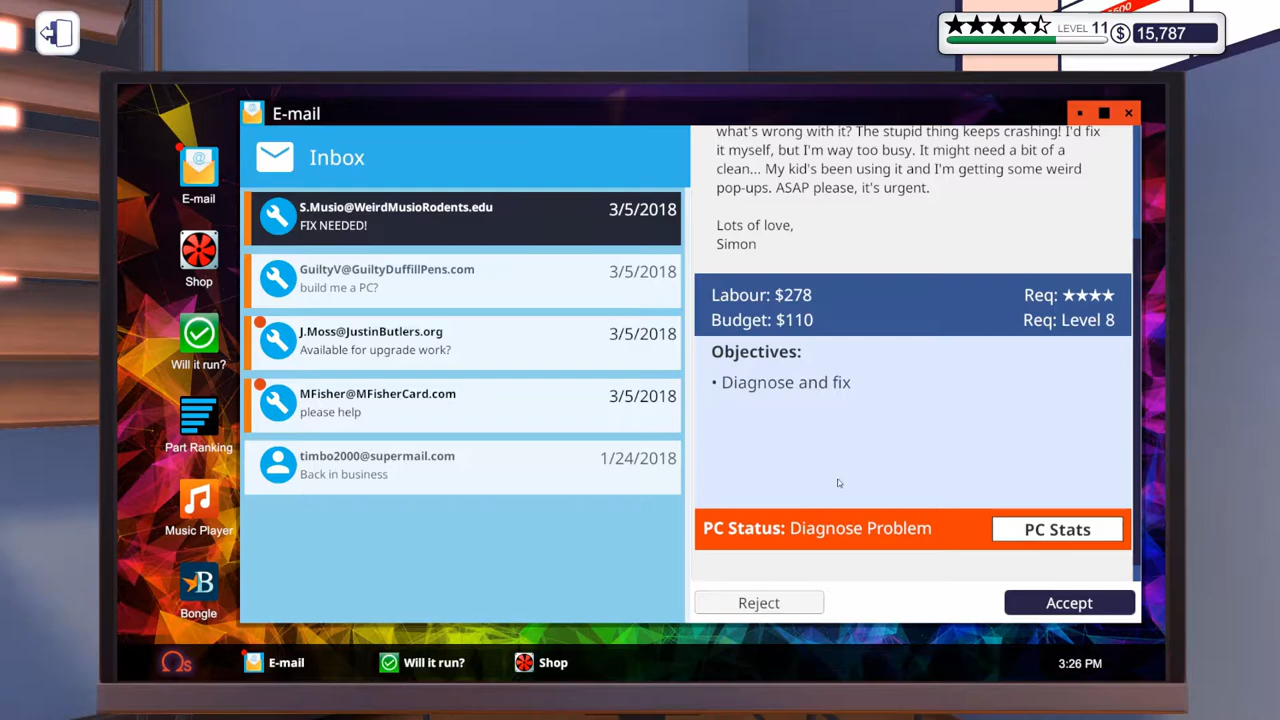 500
LEVEL 11
$ 15,787
E-mail
what's wrong with it? The stupid thing keeps crashing! I'd fix
it myself, but I'm way too busy. It might need a bit of a
clean... My kid's been using it and I'm getting some weird
pop-ups. ASAP please, it's urgent.
Lots of love,
Simon
Inbox
S.Musio@WeirdMusioRodents.edu 3/5/2018
FIX NEEDED!
GuiltyV@GuiltyDuffillPens.com 3/5/2018
build me a PC?
J.Moss@JustinButlers.org 3/5/2018
Available for upgrade work?
MFisher@MFisherCard.com 3/5/2018
please help
timbo2000@supermail.com 1/24/2018
Back in business
Labour: $278 Req: ★★★★
Budget: $110 Req: Level 8
Objectives:
• Diagnose and fix
PC Status: Diagnose Problem PC Stats
Reject Accept
E-mail
Shop
Will it run?
Part Ranking
Music Player
Bongle
Ωs E-mail Will it run? Shop 3:26 PM